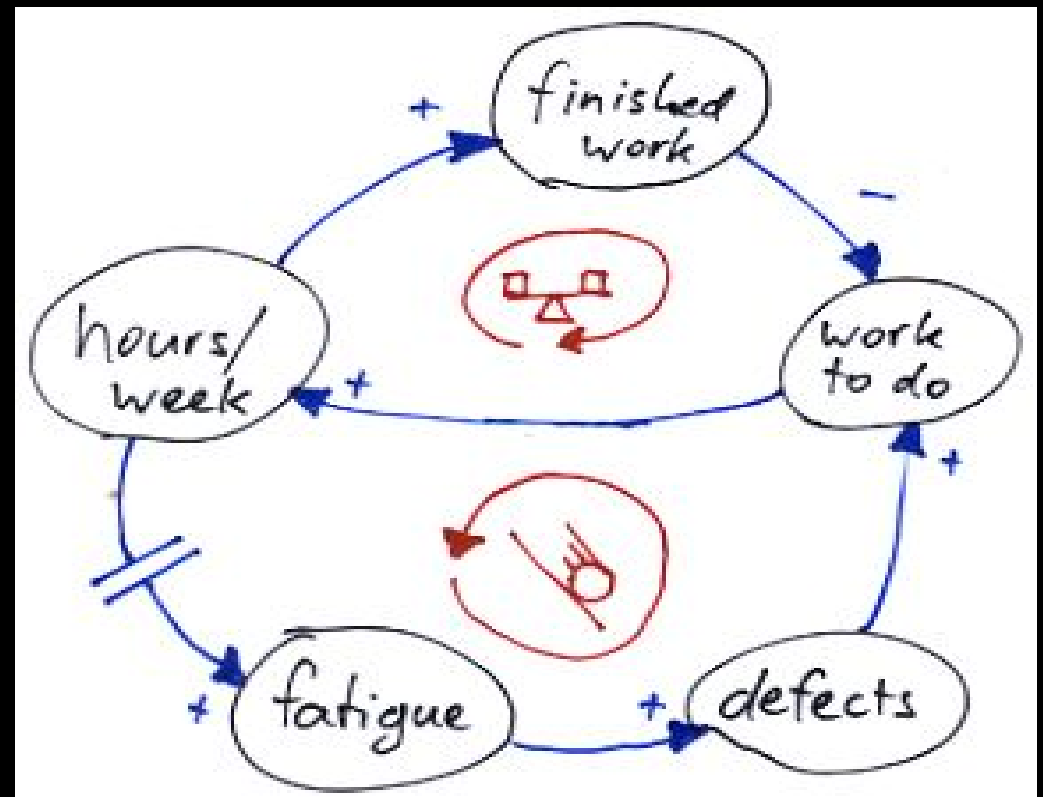 finished
work
+
−
hours/
week
work
to do
+
+
fatigue
+
defects
+